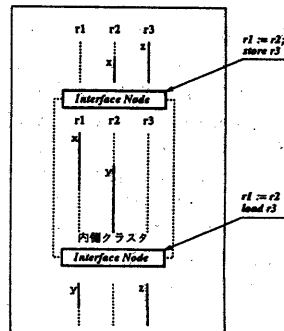 r1 r2 r3
z
x
r1 := r2;
store r3
Interface Node
r1 r2 r3
x
y
r1 := r2
load r3
内側クラスタ
Interface Node
y z